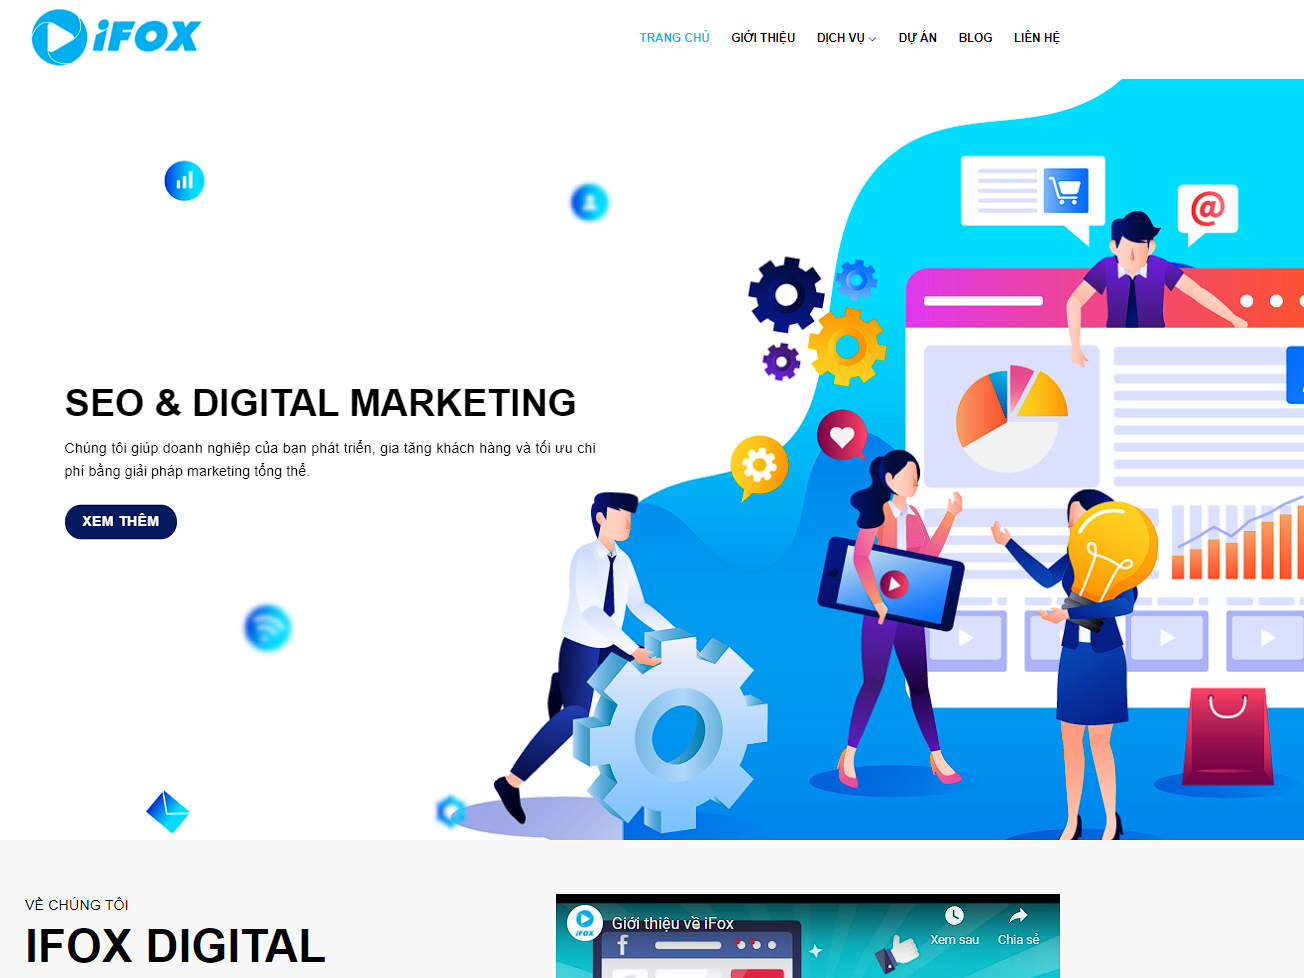 iFOX
TRANG CHỦ GIỚI THIỆU DỊCH VỤ DỰ ÁN BLOG LIÊN HỆ
@
SEO & DIGITAL MARKETING
Chúng tôi giúp doanh nghiệp của bạn phát triển, gia tăng khách hàng và tối ưu chi
phí bằng giải pháp marketing tổng thể.
XEM THÊM
VỀ CHÚNG TÔI
IFOX DIGITAL
iFOX
Giới thiệu về iFox
Xem sau
Chia sẻ
f